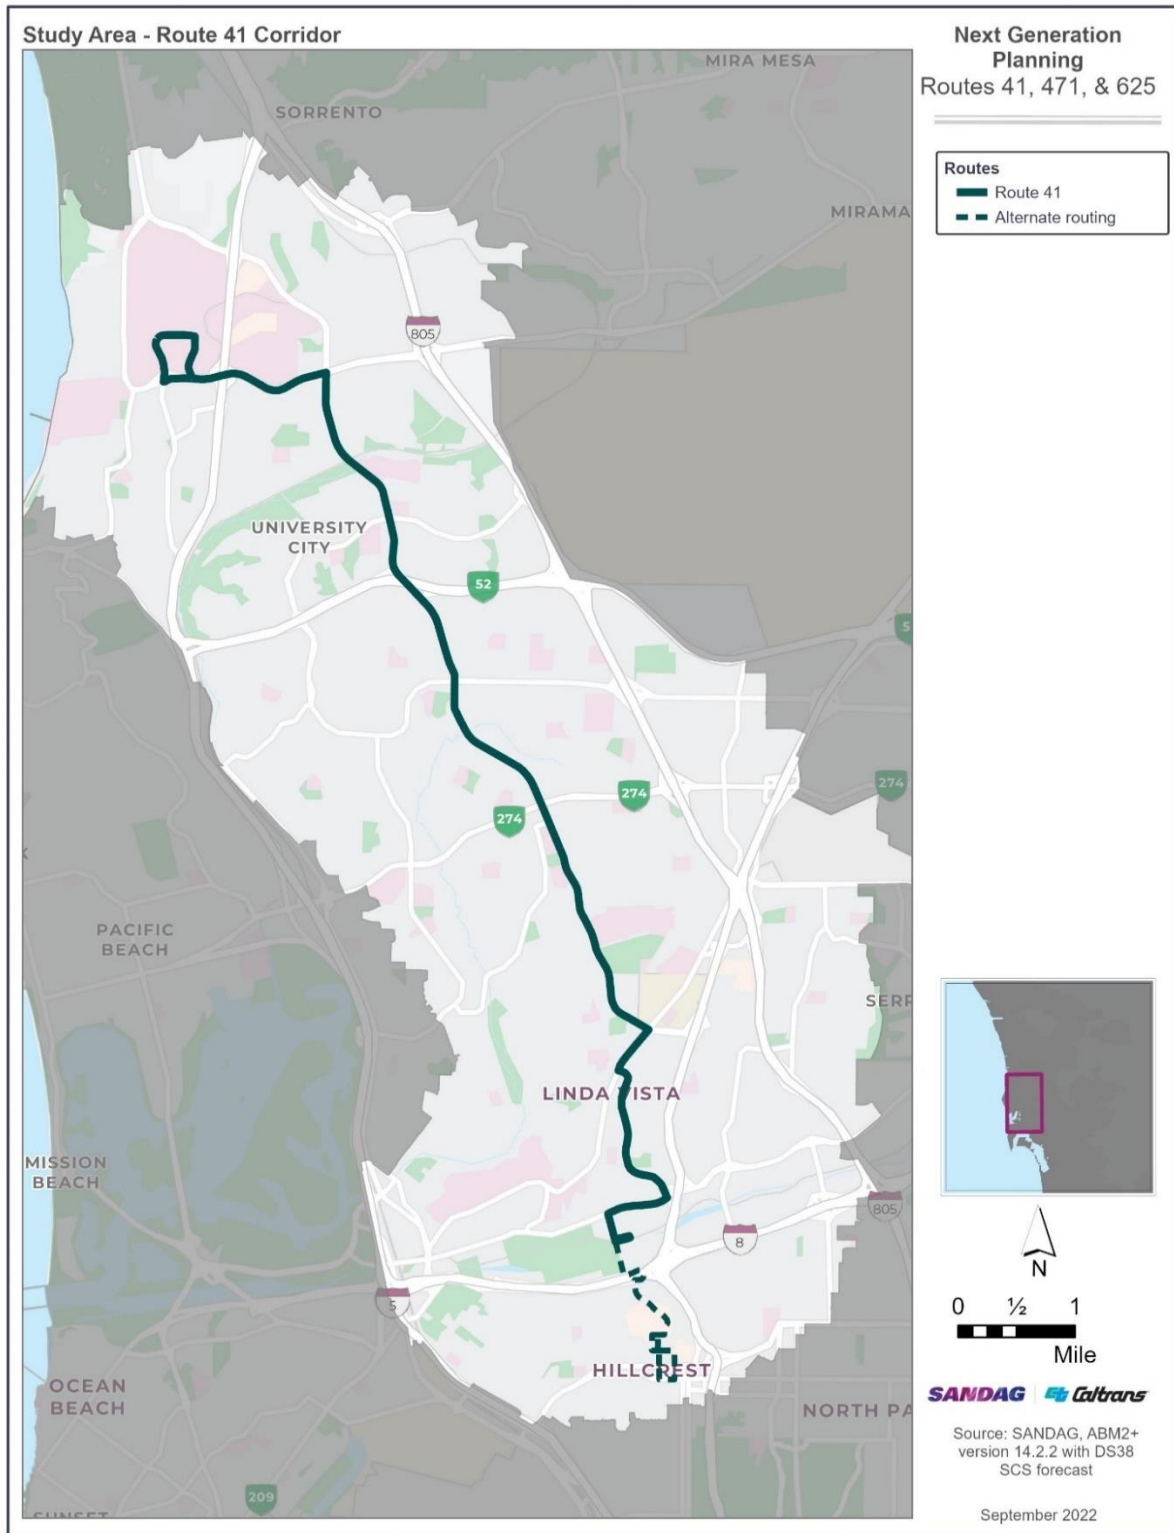 Study Area - Route 41 Corridor
Next Generation
Planning
Routes 41, 471, & 625
Routes
Route 41
Alternate routing
MIRA MESA
SORRENTO
MIRAMA
805
UNIVERSITY
CITY
52
5
274
274
274
PACIFIC
BEACH
SERR
LINDA VISTA
MISSION
BEACH
805
8
5
HILLCREST
OCEAN
BEACH
NORTH PA
209
SUNSET
N
0 ½ 1
Mile
SANDAG Caltrans
Source: SANDAG, ABM2+
version 14.2.2 with DS38
SCS forecast
September 2022